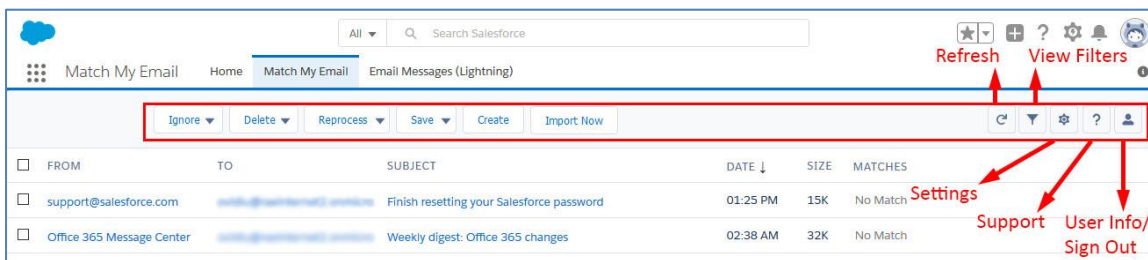 All Search Salesforce
Refresh View Filters
Match My Email Home Match My Email Email Messages (Lightning)
Ignore Delete Reprocess Save Create Import Now
FROM TO SUBJECT DATE ↓ SIZE MATCHES
support@salesforce.com Finish resetting your Salesforce password 01:25 PM 15K No Match
Settings
Support User Info/
Office 365 Message Center Weekly digest: Office 365 changes 02:38 AM 32K No Match
Sign Out